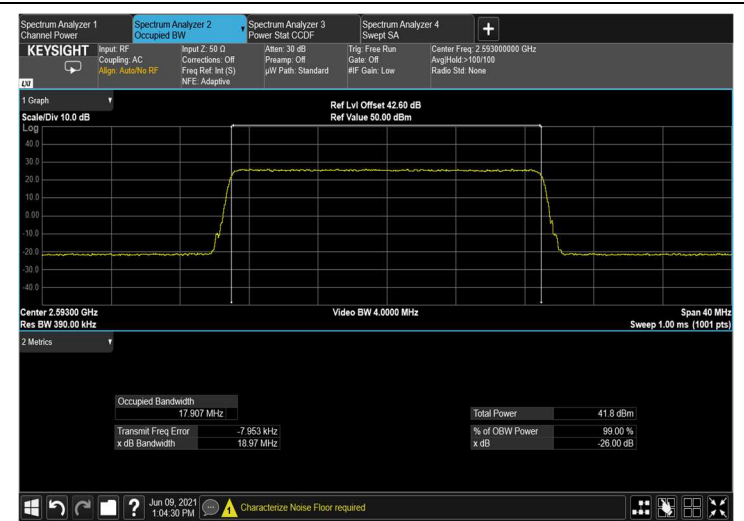 Spectrum Analyzer 1
Channel Power
Spectrum Analyzer 2
Occupied BW
Spectrum Analyzer 3
Power Stat CCDF
Spectrum Analyzer 4
Swept SA
KEYSIGHT
LXI
Input: RF
Coupling: AC
Align: Auto/No RF
Input Z: 50 Ω
Corrections: Off
Freq Ref: Int (S)
NFE: Adaptive
Atten: 30 dB
Preamp: Off
µW Path: Standard
Trig: Free Run
Gate: Off
#IF Gain: Low
Center Freq: 2.593000000 GHz
Avg|Hold:>100/100
Radio Std: None
1 Graph
Scale/Div 10.0 dB
Ref Lvl Offset 42.60 dB
Ref Value 50.00 dBm
Log
40.0
30.0
20.0
10.0
0.00
-10.0
-20.0
-30.0
-40.0
Center 2.59300 GHz
Res BW 390.00 kHz
Video BW 4.0000 MHz
Span 40 MHz
Sweep 1.00 ms (1001 pts)
2 Metrics
Occupied Bandwidth
17.907 MHz
Transmit Freq Error -7.953 kHz
x dB Bandwidth 18.97 MHz
Total Power 41.8 dBm
% of OBW Power 99.00 %
x dB -26.00 dB
?
Jun 09, 2021
1:04:30 PM
1
Characterize Noise Floor required